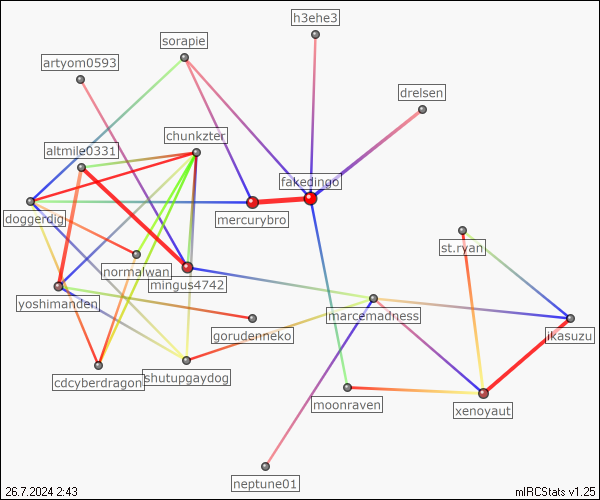 h3ehe3
sorapie
artyom0593
drelsen
chunkzter
altmile0331
fakedingo
doggerdig
mercurybro
st.ryan
normalwan
mingus4742
yoshimanden
marcemadness
gorudenneko
ikasuzu
cdcyberdragon
shutupgaydog
moonraven
xenoyaut
neptune01
26.7.2024 2:43
mIRCStats v1.25